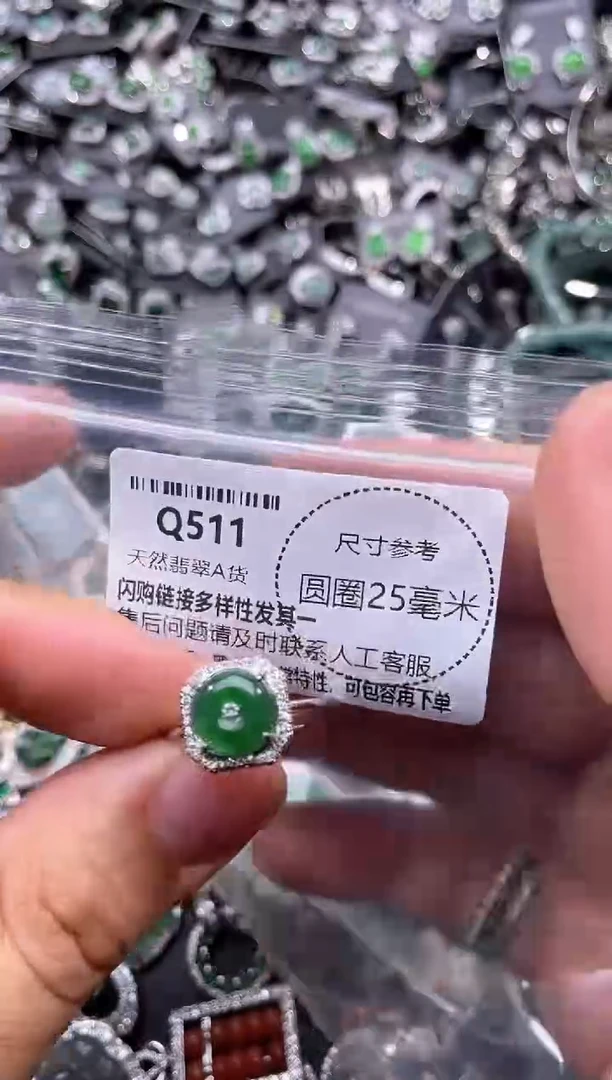 Q511
尺寸参考
天然翡翠A货
圆圈25毫米
闪购链接多样性发其一
售后问题请及时联系人工客服
特性,可包容再下单